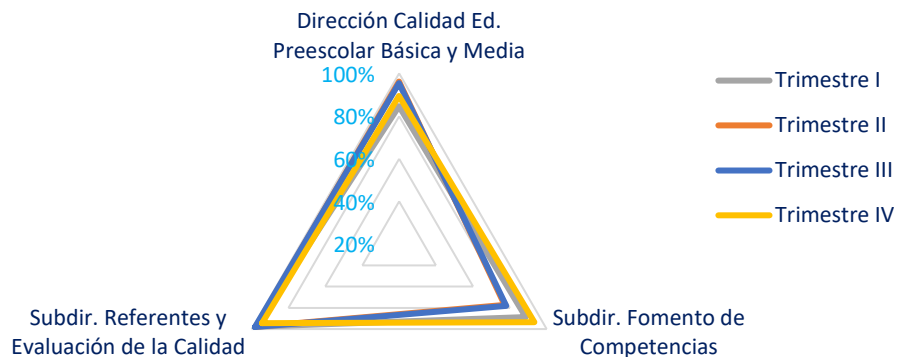 Dirección Calidad Ed.
Preescolar Básica y Media
100%
80%
60%
40%
20%
Trimestre I
Trimestre II
Trimestre III
Trimestre IV
Subdir. Referentes y
Evaluación de la Calidad
Subdir. Fomento de
Competencias